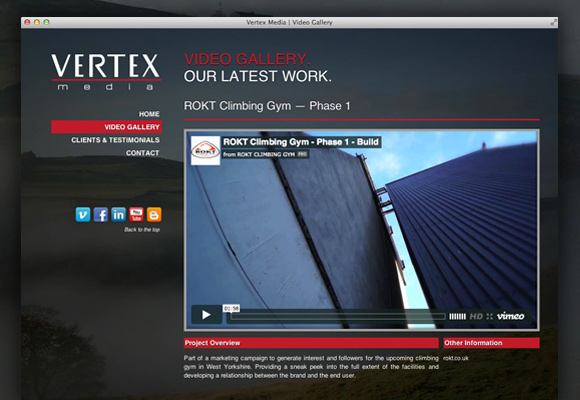 Vertex Media | Video Gallery
VERTEX
media
HOME
VIDEO GALLERY
CLIENTS & TESTIMONIALS
CONTACT
Back to the top
VIDEO GALLERY.
OUR LATEST WORK.
ROKT Climbing Gym — Phase 1
ROKT
ROKT Climbing Gym - Phase 1 - Build
from ROKT CLIMBING GYM PRO
01:58
HD vimeo
Project Overview
Part of a marketing campaign to generate interest and followers for the upcoming climbing
gym in West Yorkshire. Providing a sneak peek into the full extent of the facilities and
developing a relationship between the brand and the end user.
Other Information
rokt.co.uk